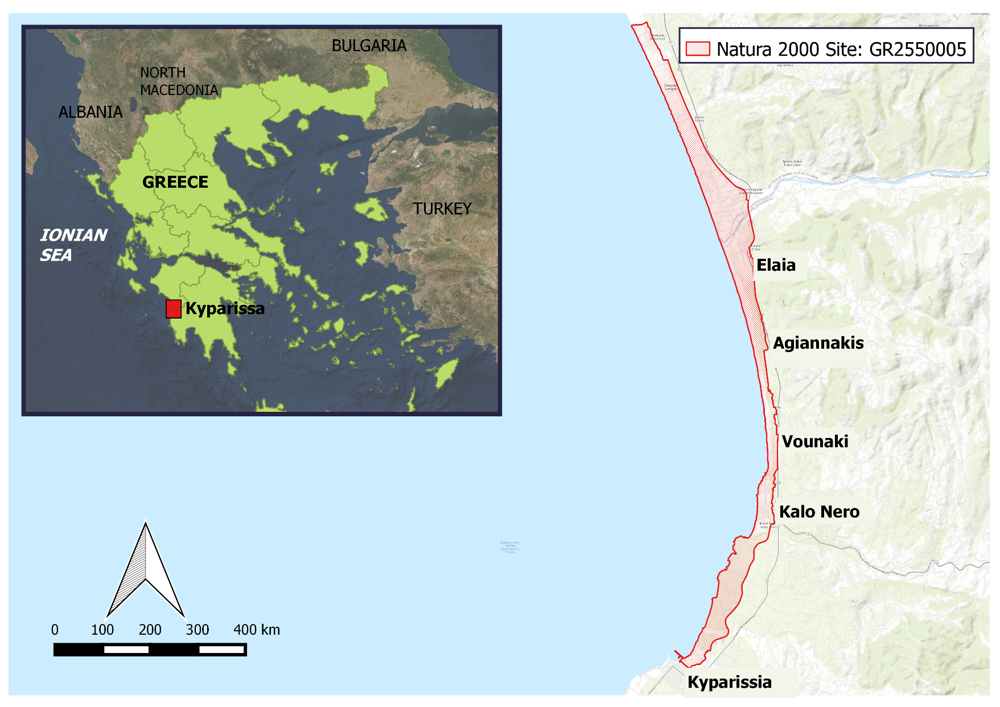 BULGARIA
NORTH
MACEDONIA
ALBANIA
GREECE
TURKEY
IONIAN
SEA
Kyparissa
Natura 2000 Site: GR2550005
Elaia
Agiannakis
Vounaki
Kalo Nero
Kyparissia
0 100 200 300 400 km